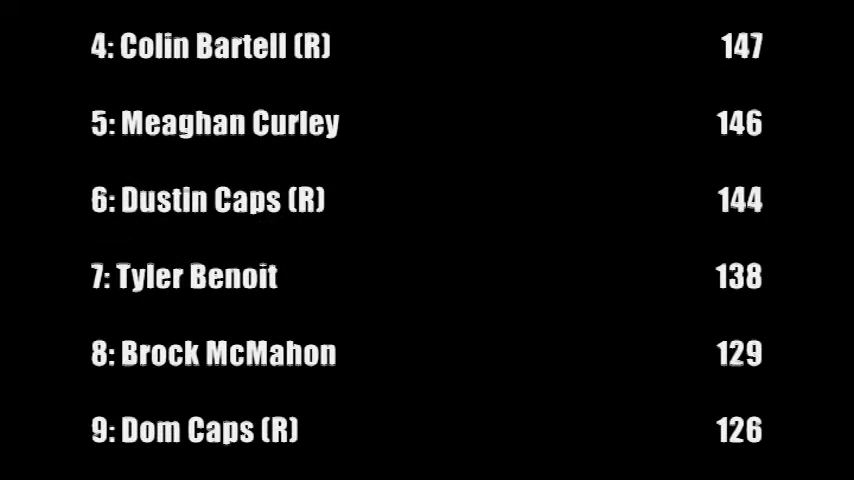 4: Colin Bartell (R) 147
5: Meaghan Curley 146
6: Dustin Caps (R) 144
7: Tyler Benoit 138
8: Brock McMahon 129
9: Dom Caps (R) 126